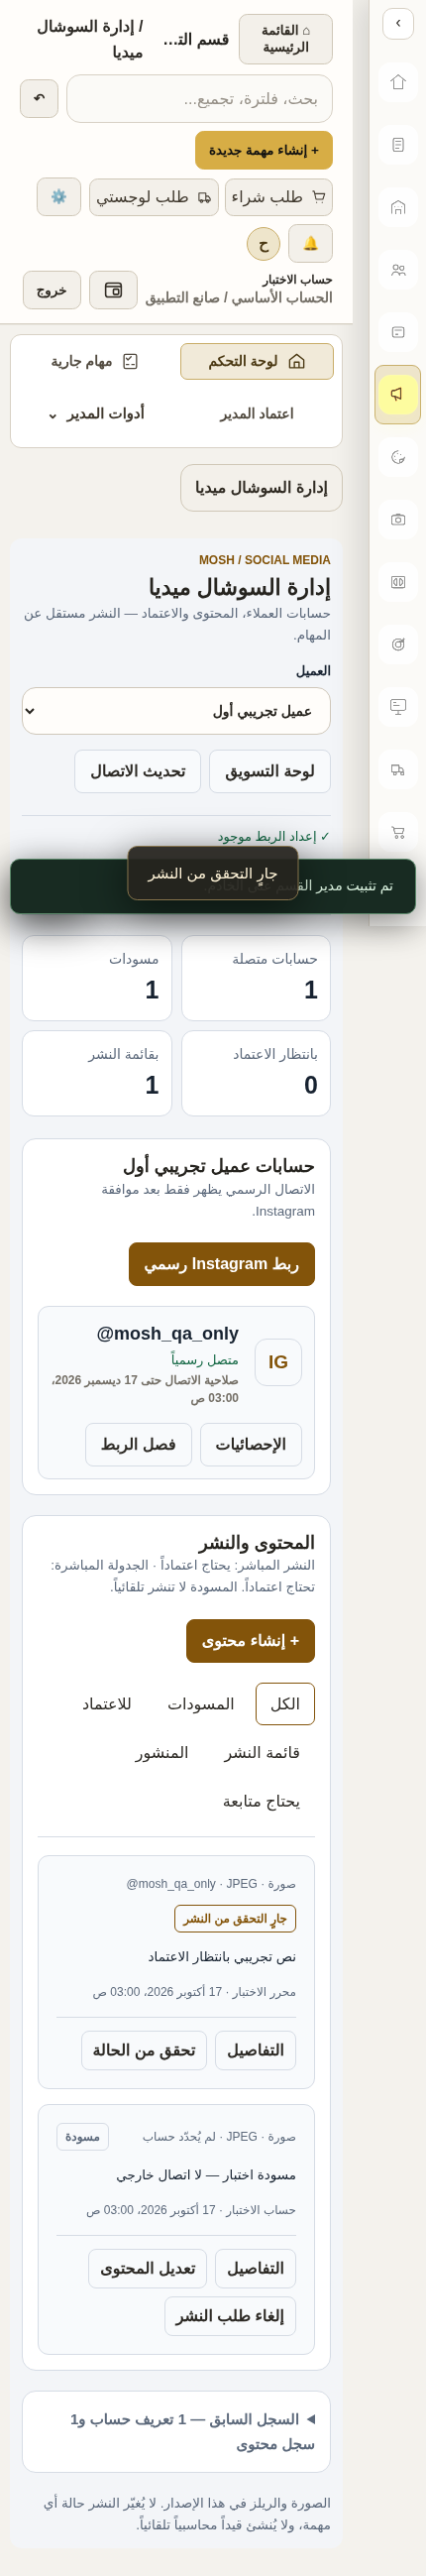 ⌂ القائمة الرئيسية
قسم الت...
/ إدارة السوشال ميديا
بحث، فلترة، تجميع...
↶
+ إنشاء مهمة جديدة
طلب شراء
طلب لوجستي
ح
حساب الاختبار
الحساب الأساسي / صانع التطبيق
خروج
لوحة التحكم
مهام جارية
اعتماد المدير
أدوات المدير
إدارة السوشال ميديا
MOSH / SOCIAL MEDIA
إدارة السوشال ميديا
حسابات العملاء، المحتوى والاعتماد — النشر مستقل عن
المهام.
العميل
عميل تجريبي أول
لوحة التسويق
تحديث الاتصال
✓ إعداد الربط موجود
جارٍ التحقق من النشر
تم تثبيت مدير القسم على الخادم.
حسابات متصلة
1
مسودات
1
بانتظار الاعتماد
0
بقائمة النشر
1
حسابات عميل تجريبي أول
الاتصال الرسمي يظهر فقط بعد موافقة
Instagram.
ربط Instagram رسمي
IG
@mosh_qa_only
متصل رسمياً
صلاحية الاتصال حتى 17 ديسمبر 2026،
03:00 ص
الإحصائيات
فصل الربط
المحتوى والنشر
النشر المباشر: يحتاج اعتماداً · الجدولة المباشرة:
تحتاج اعتماداً. المسودة لا تنشر تلقائياً.
+ إنشاء محتوى
الكل
المسودات
للاعتماد
قائمة النشر
المنشور
يحتاج متابعة
صورة · JPEG · @mosh_qa_only
جارٍ التحقق من النشر
نص تجريبي بانتظار الاعتماد
محرر الاختبار · 17 أكتوبر 2026، 03:00 ص
التفاصيل
تحقق من الحالة
صورة · JPEG · لم يُحدّد حساب
مسودة
مسودة اختبار — لا اتصال خارجي
حساب الاختبار · 17 أكتوبر 2026، 03:00 ص
التفاصيل
تعديل المحتوى
إلغاء طلب النشر
السجل السابق — 1 تعريف حساب و1
سجل محتوى
الصورة والريلز في هذا الإصدار. لا يُغيّر النشر حالة أي
مهمة، ولا يُنشئ قيداً محاسبياً تلقائياً.